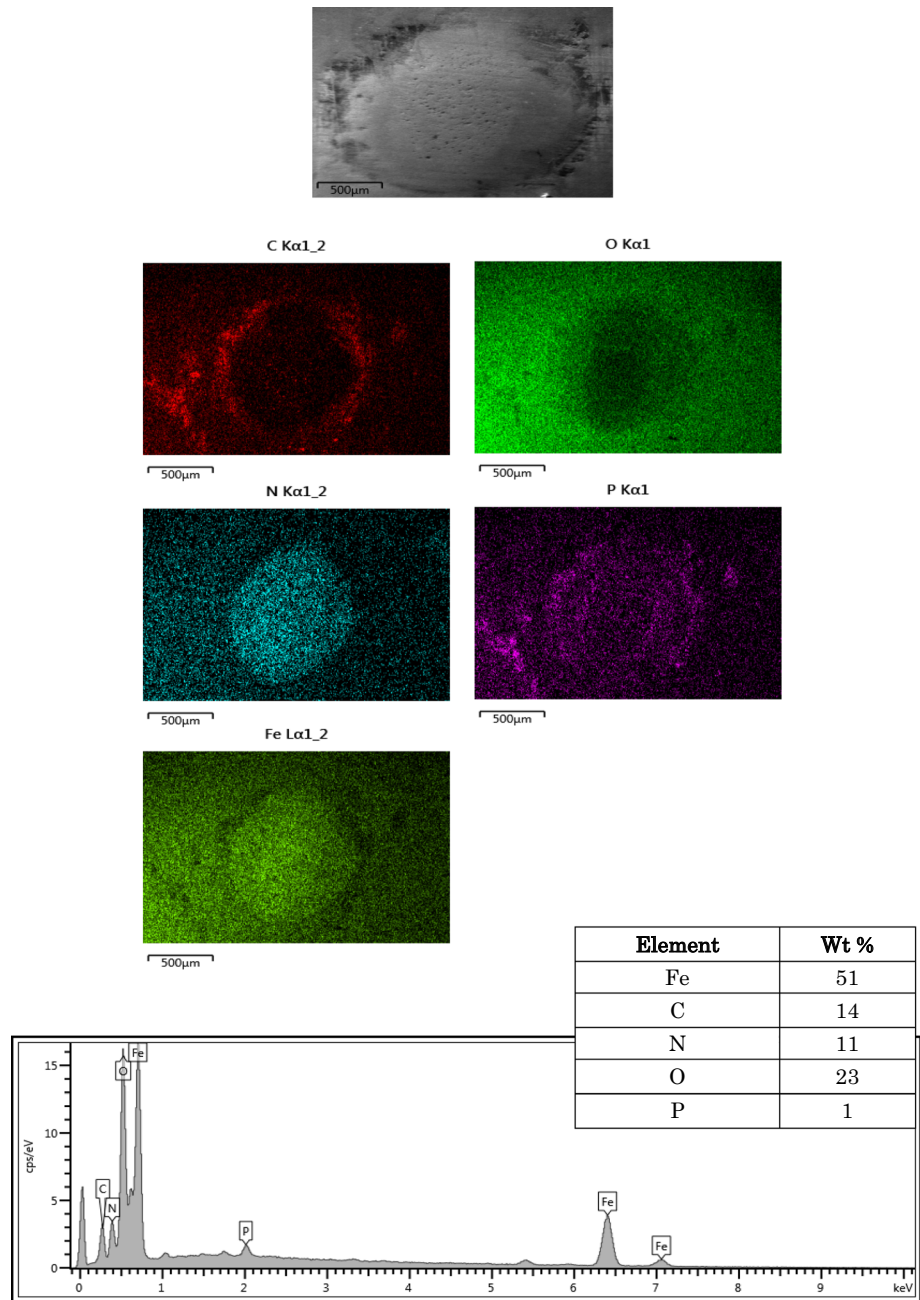 500µm
C Kα1_2
O Kα1
500µm
500µm
N Kα1_2
P Kα1
500µm
500µm
Fe Lα1_2
500µm
Element Wt %
Fe 51
C 14
N 11
O 23
P 1
15
10
5
0
cps/eV
C
N
O
Fe
P
Fe
Fe
0 1 2 3 4 5 6 7 8 9 keV